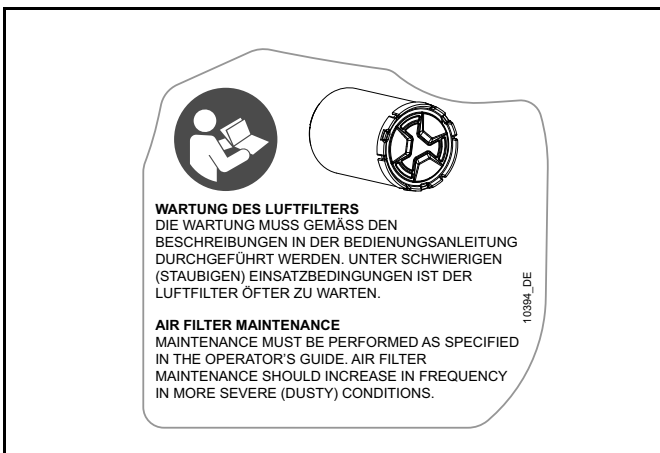 WARTUNG DES LUFTFILTERS
DIE WARTUNG MUSS GEMÄSS DEN
BESCHREIBUNGEN IN DER BEDIENUNGSANLEITUNG
DURCHGEFÜHRT WERDEN. UNTER SCHWIERIGEN
(STAUBIGEN) EINSATZBEDINGUNGEN IST DER
LUFTFILTER ÖFTER ZU WARTEN.
AIR FILTER MAINTENANCE
MAINTENANCE MUST BE PERFORMED AS SPECIFIED
IN THE OPERATOR'S GUIDE. AIR FILTER
MAINTENANCE SHOULD INCREASE IN FREQUENCY
IN MORE SEVERE (DUSTY) CONDITIONS.
10394_DE